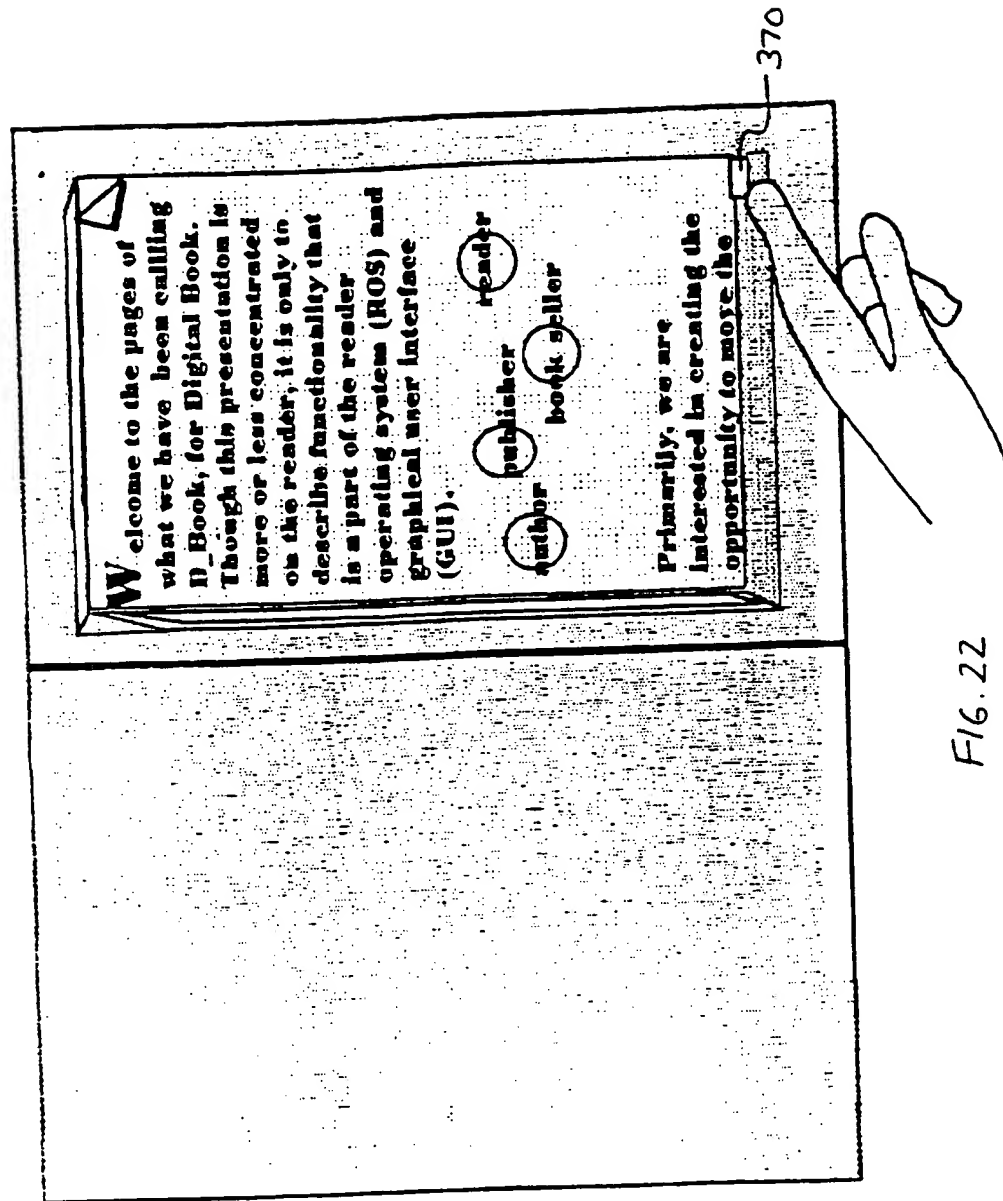 Welcome to the pages of
what we have been callling
D_Book, for Digital Book.
Though this presentation is
more or less concentrated
on the reader, it is only to
describe functionality that
is a part of the reader
operating system (ROS) and
graphical user interface
(GUI).
author publisher book seller reader
Primarily, we are
interested in creating the
opportunity to move the
370
FIG. 22